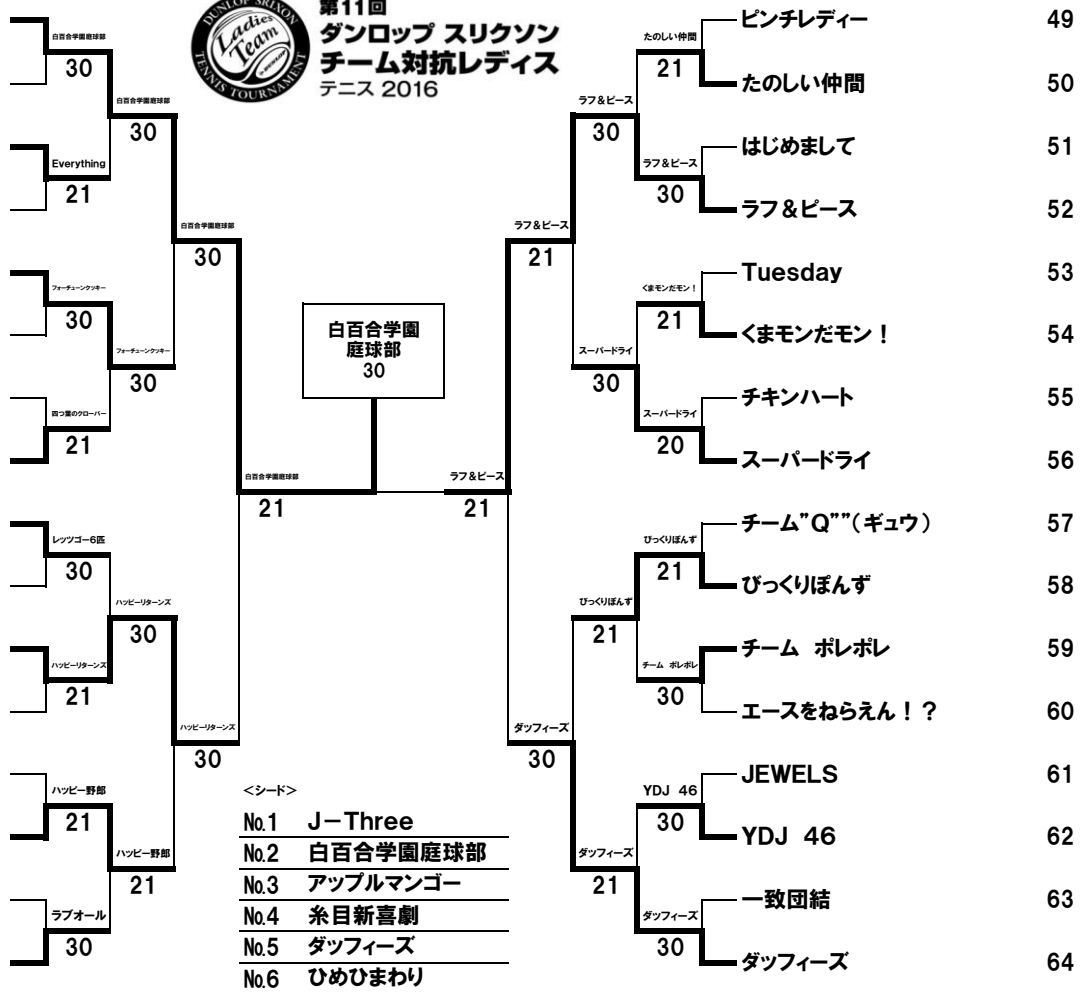 DUNLOP SRIXON
Ladies
Team
by DUNLOP
TENNIS TOURNAMENT
第11回
ダンロップ スリクソン
チーム対抗レディス
テニス 2016
白百合学園庭球部
30
白百合学園庭球部
30
Everything
21
白百合学園庭球部
30
フォーチューンクッキー
30
フォーチューンクッキー
30
四つ葉のクローバー
21
白百合学園庭球部
21
レッツゴー6匹
30
ハッピーリターンズ
30
ハッピーリターンズ
21
ハッピーリターンズ
30
ハッピー野郎
21
ハッピー野郎
21
ラブオール
30
白百合学園
庭球部
30
ラフ&ピース
21
ラフ&ピース
21
ラフ&ピース
30
たのしい仲間
21
ラフ&ピース
30
スーパードライ
30
くまモンだモン!
21
スーパードライ
20
ダッフィーズ
30
びっくりぽんず
21
びっくりぽんず
21
チーム ポレポレ
30
ダッフィーズ
21
YDJ 46
30
ダッフィーズ
30
ピンチレディー 49
たのしい仲間 50
はじめまして 51
ラフ&ピース 52
Tuesday 53
くまモンだモン! 54
チキンハート 55
スーパードライ 56
チーム”Q””(ギュウ) 57
びっくりぽんず 58
チーム ポレポレ 59
エースをねらえん!? 60
JEWELS 61
YDJ 46 62
一致団結 63
ダッフィーズ 64
<シード>
№1 J-Three
№2 白百合学園庭球部
№3 アップルマンゴー
№4 糸目新喜劇
№5 ダッフィーズ
№6 ひめひまわり